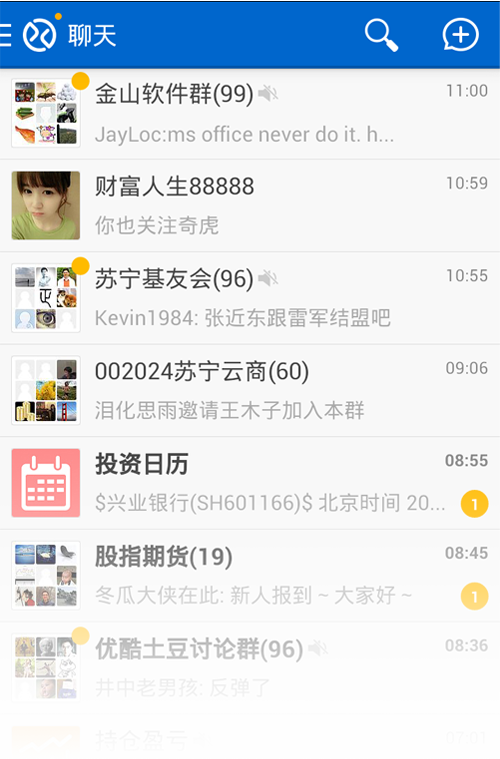 聊天
金山软件群(99)
11:00
JayLoc:ms office never do it. h...
财富人生88888
10:59
你也关注奇虎
苏宁基友会(96)
10:55
Kevin1984: 张近东跟雷军结盟吧
002024苏宁云商(60)
09:06
泪化思雨邀请王木子加入本群
投资日历
08:55
$兴业银行(SH601166)$ 北京时间 20...
1
股指期货(19)
08:45
冬瓜大侠在此: 新人报到 ~ 大家好 ~
1
优酷土豆讨论群(96)
08:36
井中老男孩: 反弹了
持仓盈亏
07:01